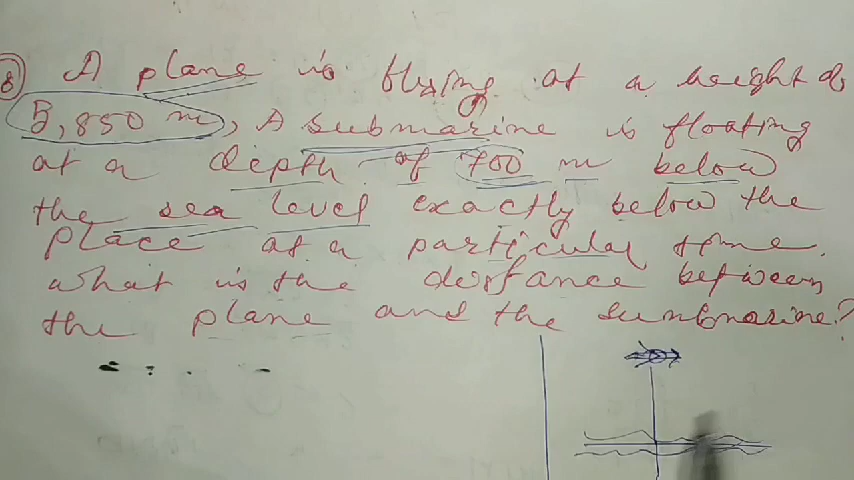 8 A plane is flying at a height of
5,850 m, A submarine is floating
at a depth of 700 m below
the sea level exactly below the
place at a particular time.
what is the distance between
the plane and the sumbmarine?